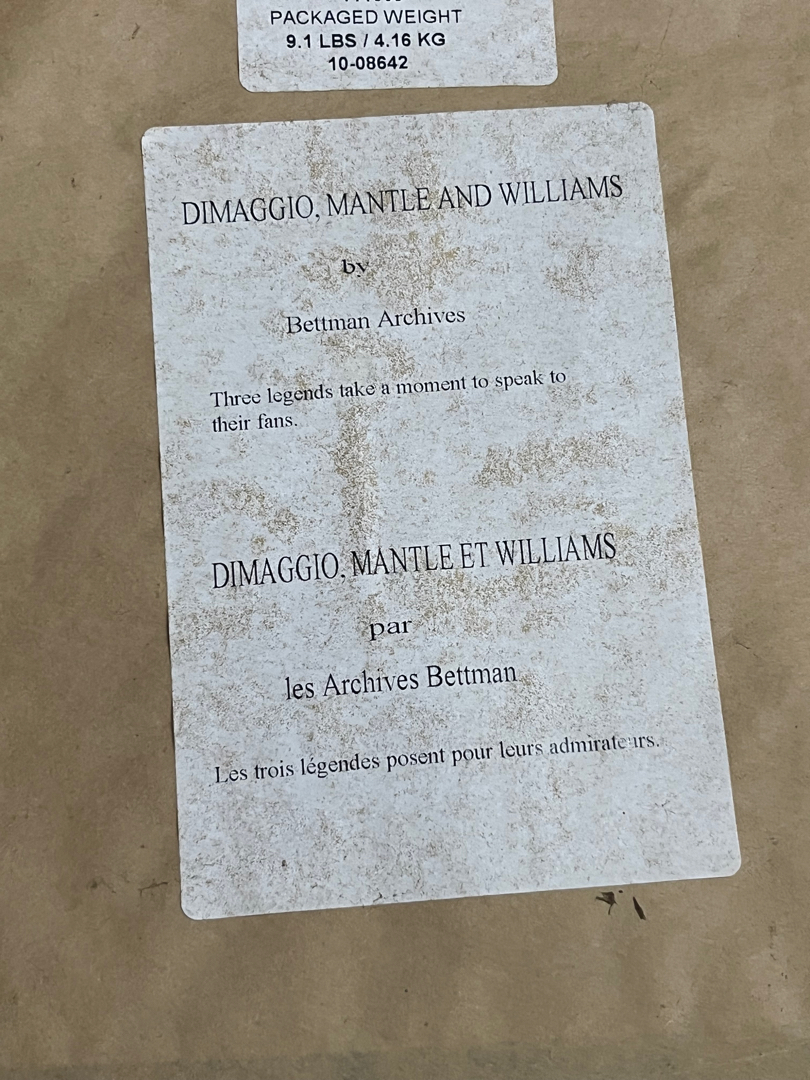 PACKAGED WEIGHT
9.1 LBS / 4.16 KG
10-08642
DIMAGGIO, MANTLE AND WILLIAMS
by
Bettman Archives
Three legends take a moment to speak to
their fans.
DIMAGGIO, MANTLE ET WILLIAMS
par
les Archives Bettman
Les trois légendes posent pour leurs admirateurs.